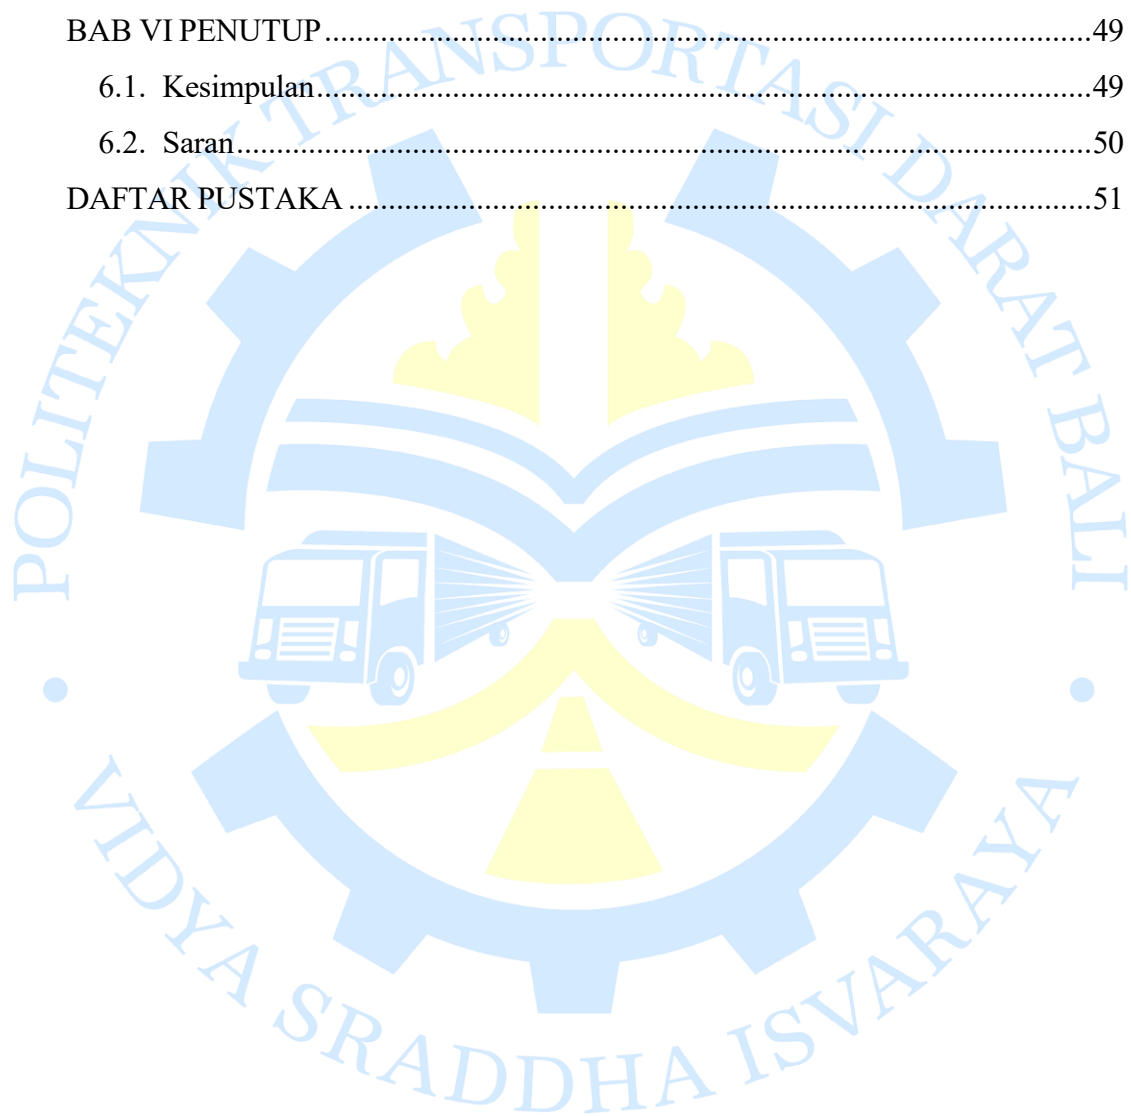 BAB VI PENUTUP ........................................................................................... 49
6.1. Kesimpulan ........................................................................................... 49
6.2. Saran ........................................................................................... 50
DAFTAR PUSTAKA ........................................................................................... 51
POLITEKNIK TRANSPORTASI DARAT BALI
• VIDYA SRADDHA ISVARAYA •